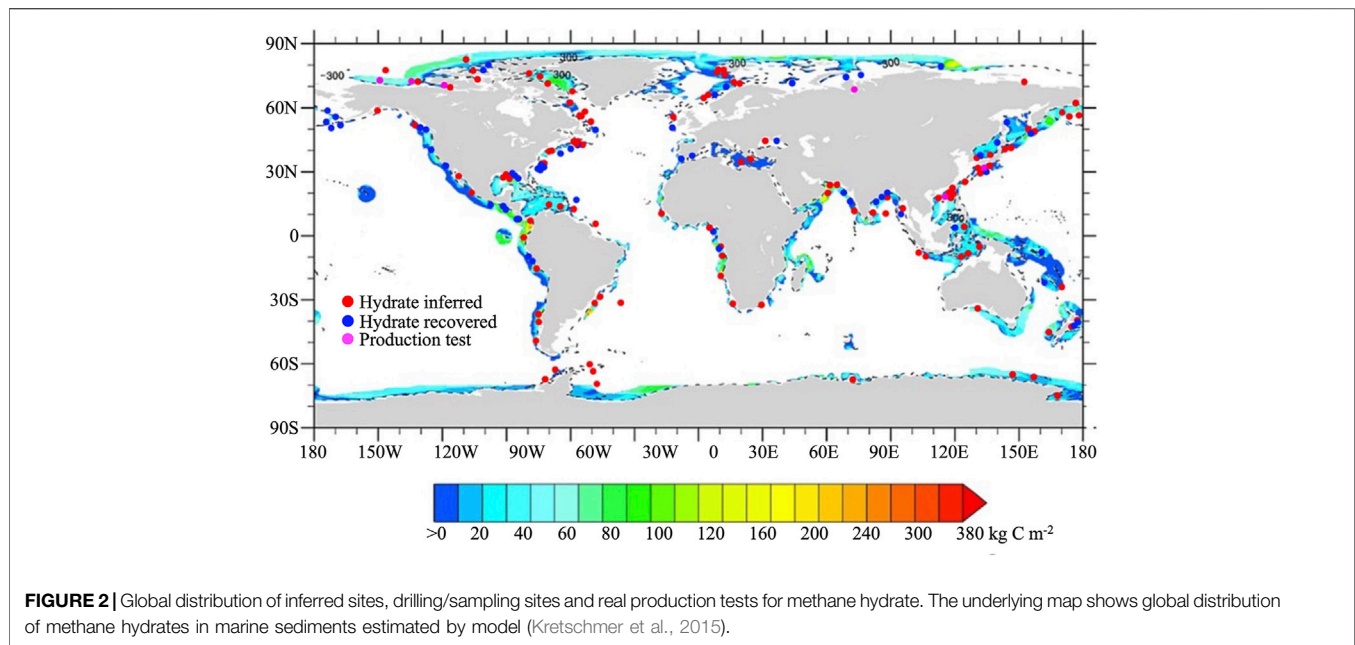 90N
300
300
300
300
300
60N
30N
0
300
30S
Hydrate inferred
Hydrate recovered
Production test
60S
90S
180 150W 120W 90W 60W 30W 0 30E 60E 90E 120E 150E 180
>0 20 40 60 80 100 120 160 200 240 300 380 kg C m⁻²
FIGURE 2 | Global distribution of inferred sites, drilling/sampling sites and real production tests for methane hydrate. The underlying map shows global distribution
of methane hydrates in marine sediments estimated by model (Kretschmer et al., 2015).